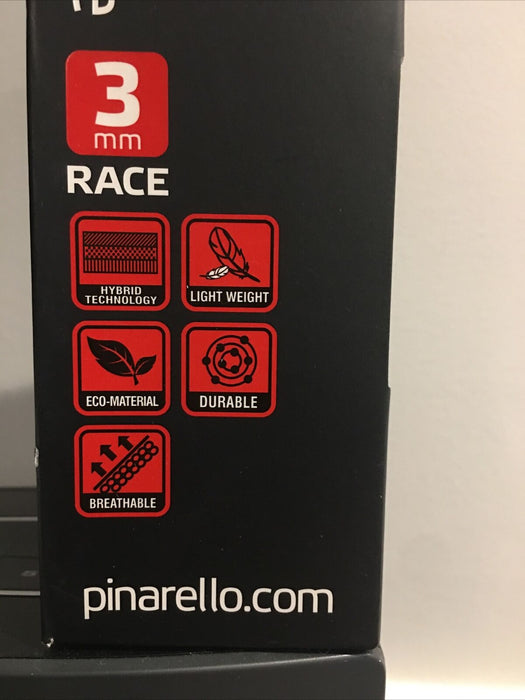 3
mm
RACE
HYBRID
TECHNOLOGY
LIGHT WEIGHT
ECO-MATERIAL
DURABLE
BREATHABLE
pinarello.com